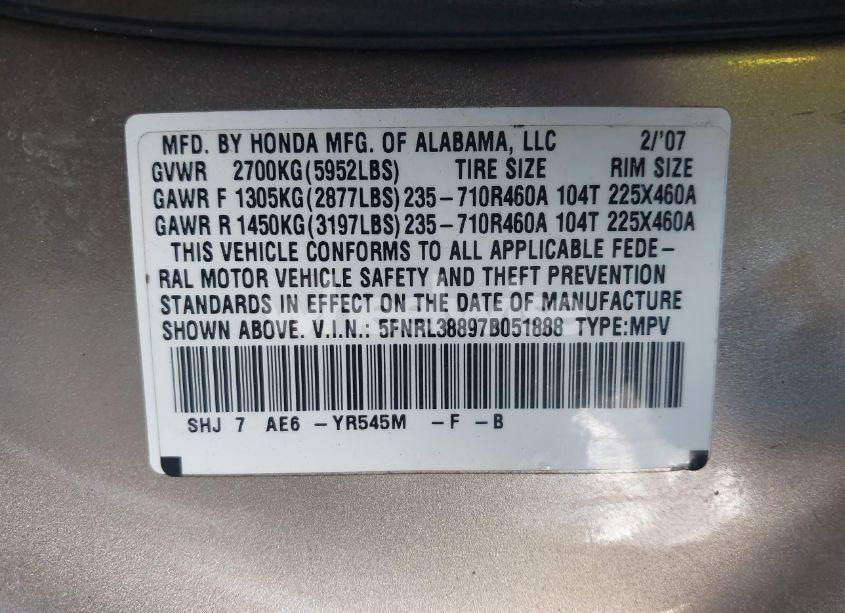 MFD. BY HONDA MFG. OF ALABAMA, LLC 2/'07
GVWR 2700KG(5952LBS) TIRE SIZE RIM SIZE
GAWR F 1305KG(2877LBS)235-710R460A 104T 225X460A
GAWR R 1450KG(3197LBS)235-710R460A 104T 225X460A
THIS VEHICLE CONFORMS TO ALL APPLICABLE FEDE-
RAL MOTOR VEHICLE SAFETY AND THEFT PREVENTION
STANDARDS IN EFFECT ON THE DATE OF MANUFACTURE
SHOWN ABOVE. V.I.N.: 5FNRL38897B051888 TYPE:MPV
SHJ 7 AE6 -YR545M -F -B